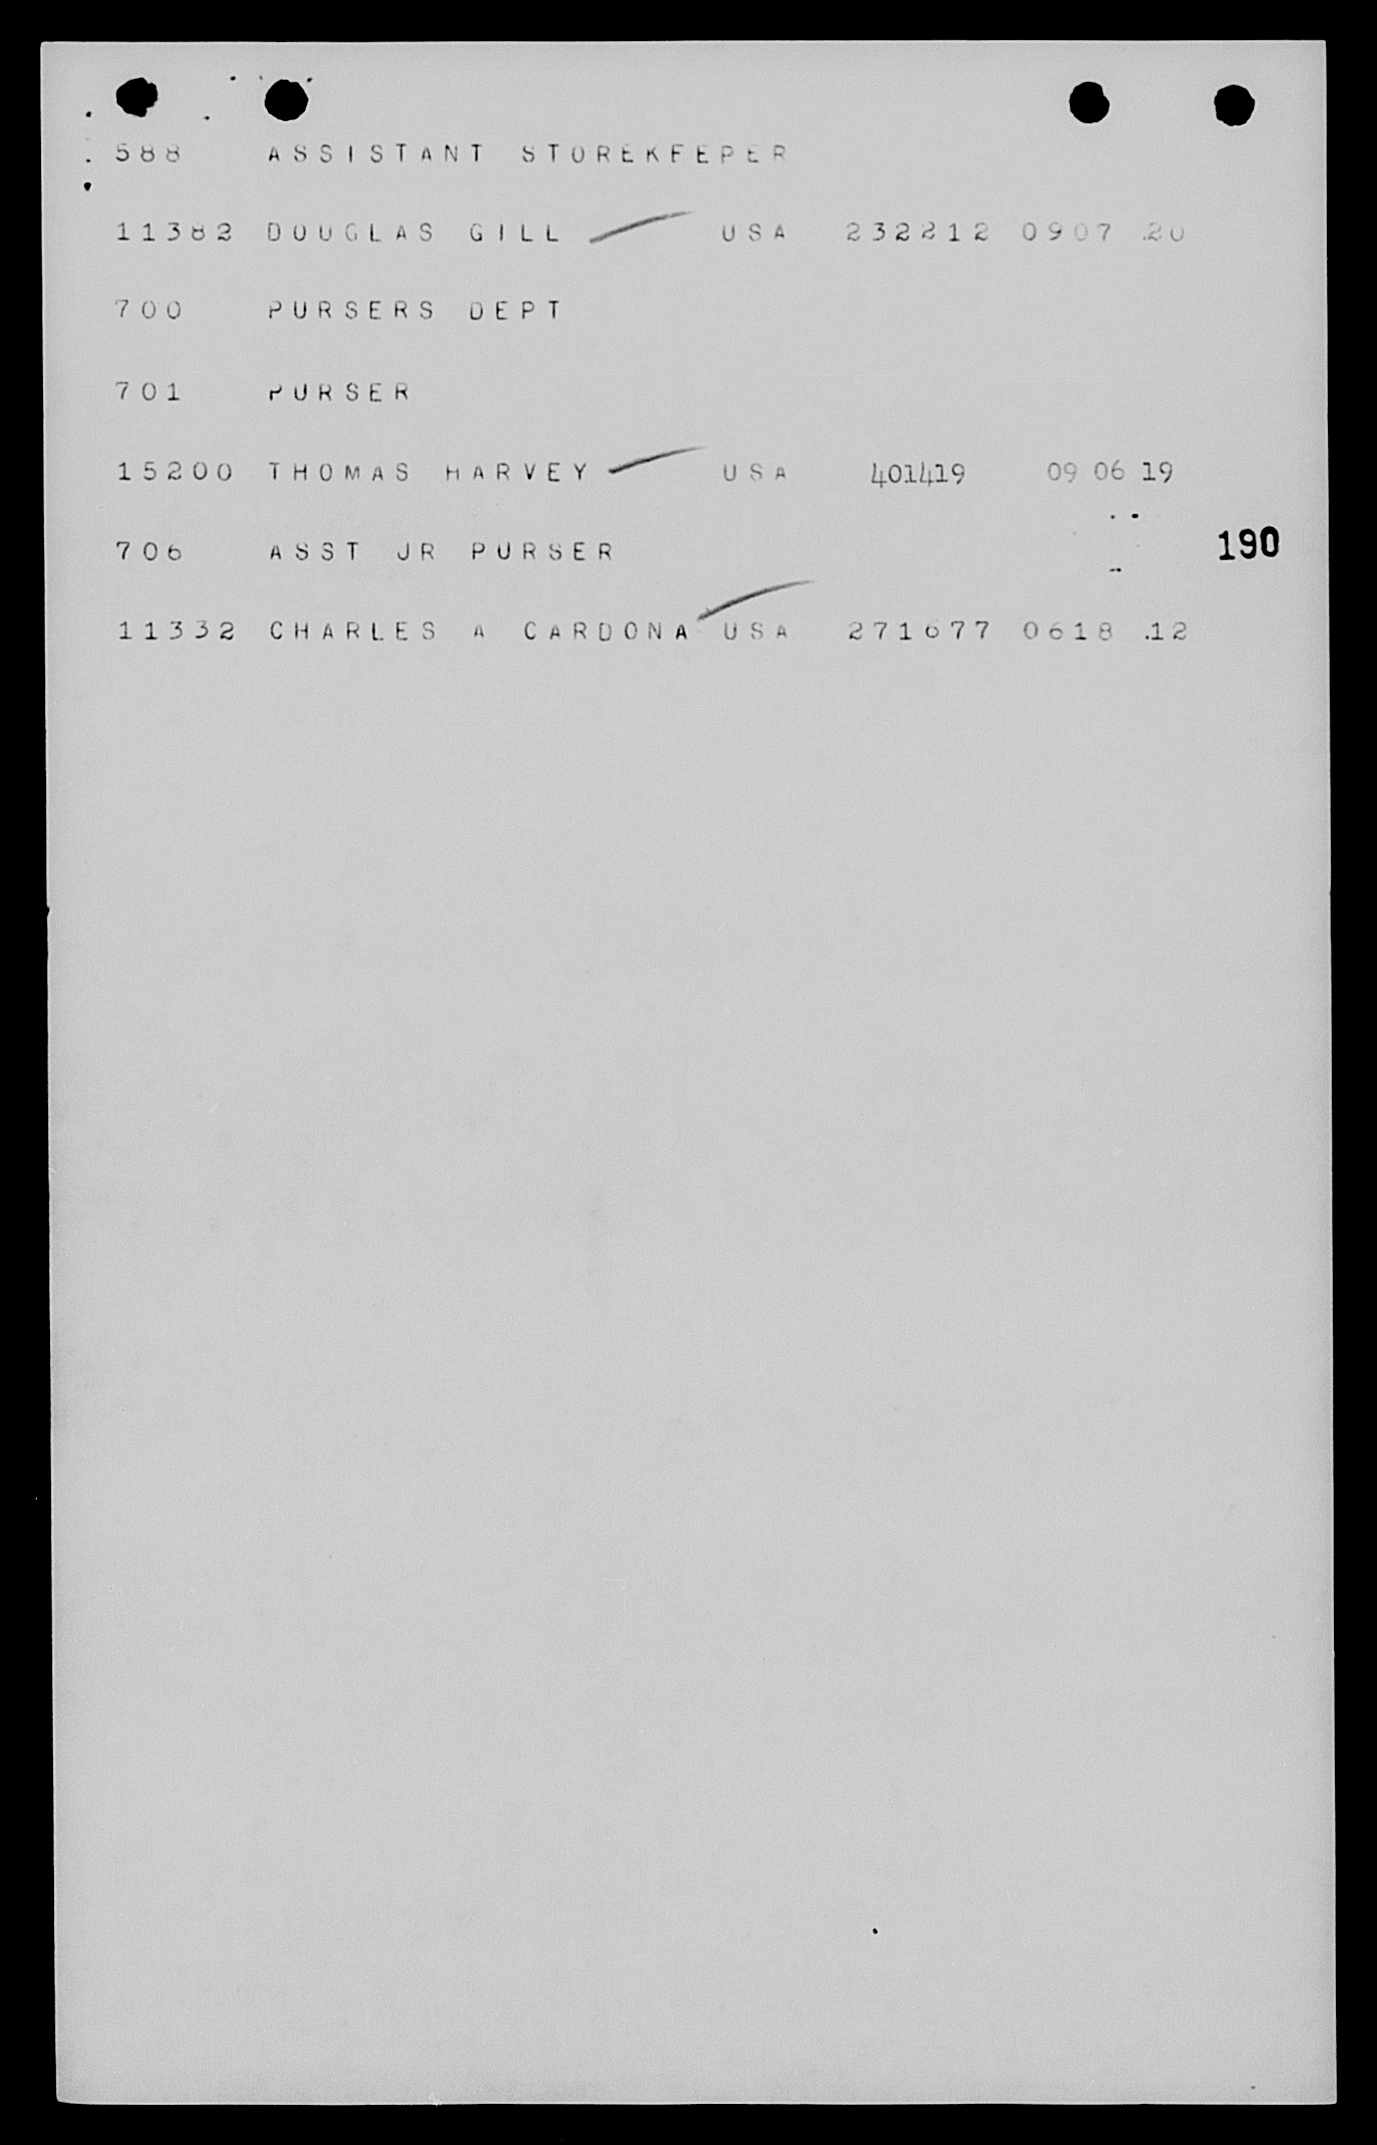 588 ASSISTANT STOREKEEPER
11382 DOUGLAS GILL USA 232212 0907 .20
700 PURSERS DEPT
701 PURSER
15200 THOMAS HARVEY USA 401419 09 06 19
706 ASST JR PURSER 190
11332 CHARLES A CARDONA USA 271677 0618 .12